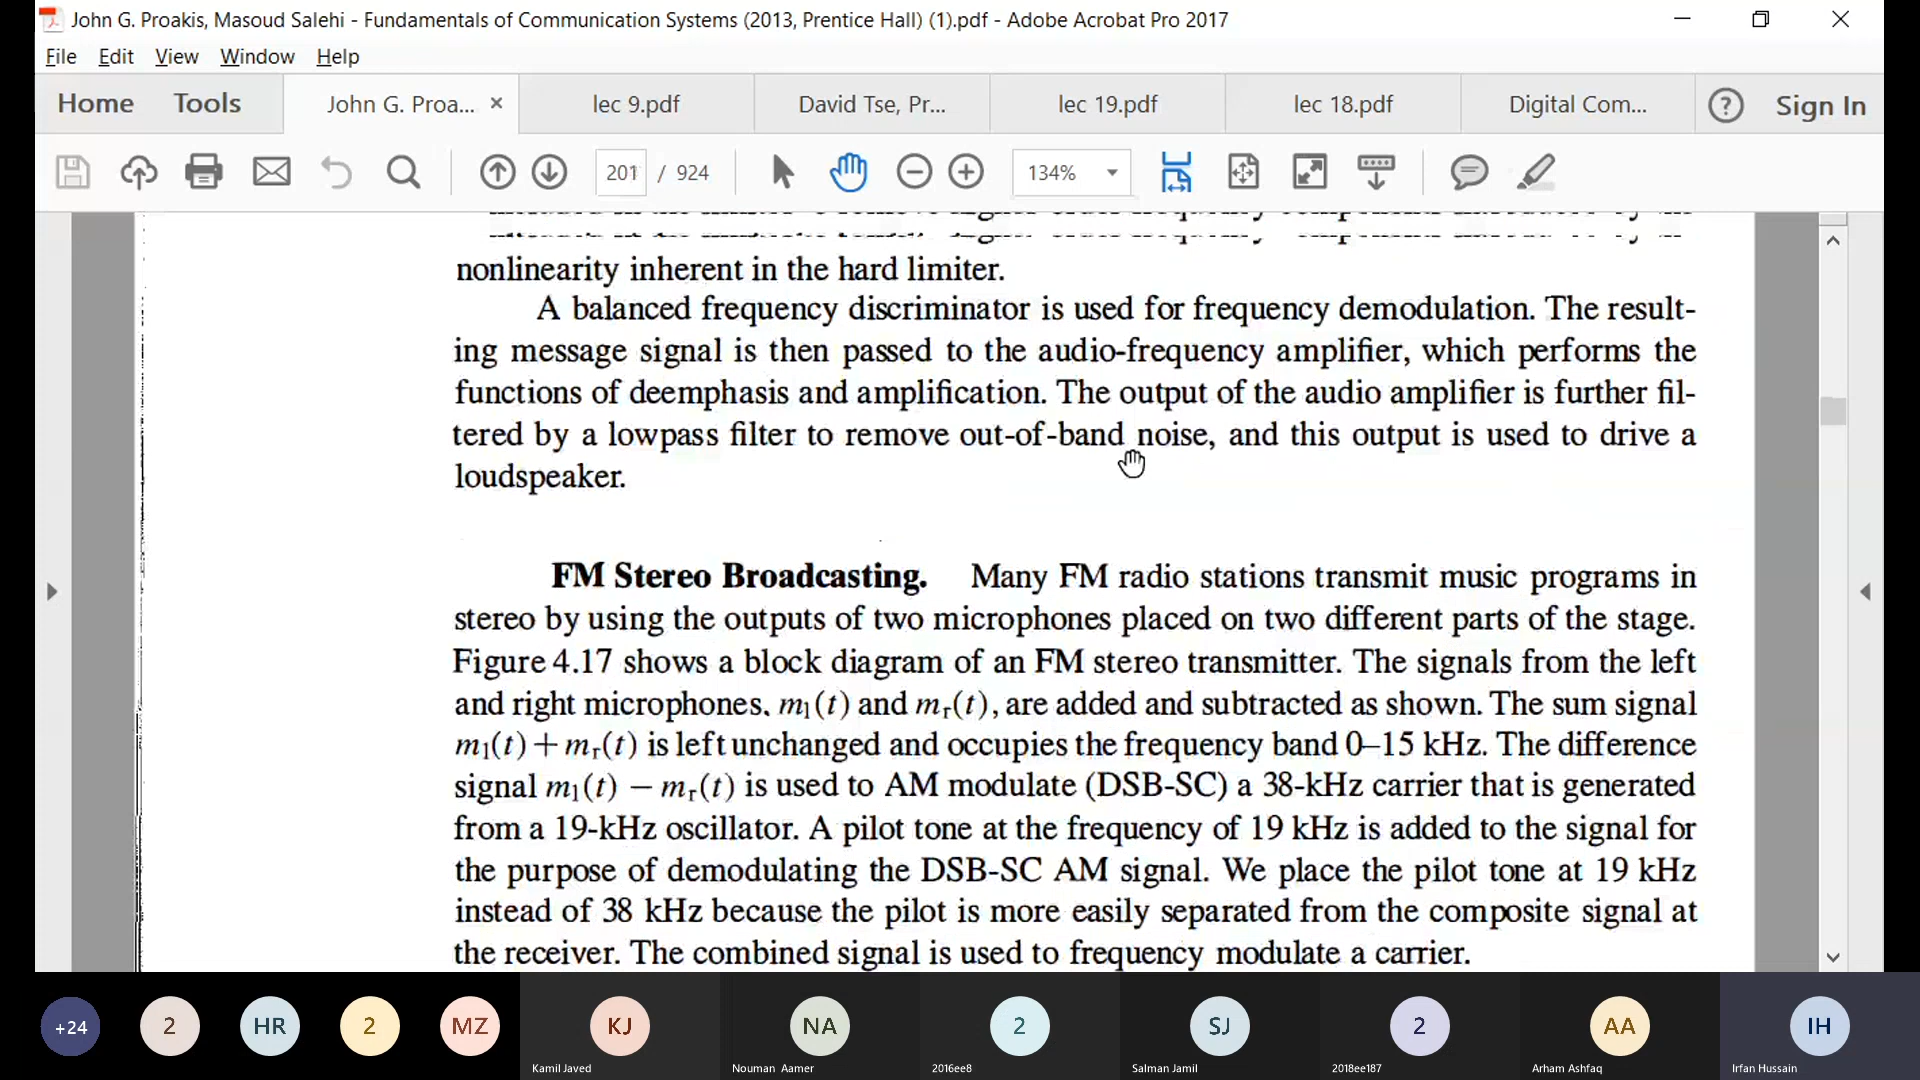 John G. Proakis, Masoud Salehi - Fundamentals of Communication Systems (2013, Prentice Hall) (1).pdf - Adobe Acrobat Pro 2017
File Edit View Window Help
Home Tools John G. Proa... × lec 9.pdf David Tse, Pr... lec 19.pdf lec 18.pdf Digital Com... ? Sign In
201 / 924 134%
nonlinearity inherent in the hard limiter.
A balanced frequency discriminator is used for frequency demodulation. The result-
ing message signal is then passed to the audio-frequency amplifier, which performs the
functions of deemphasis and amplification. The output of the audio amplifier is further fil-
tered by a lowpass filter to remove out-of-band noise, and this output is used to drive a
loudspeaker.
FM Stereo Broadcasting. Many FM radio stations transmit music programs in
stereo by using the outputs of two microphones placed on two different parts of the stage.
Figure 4.17 shows a block diagram of an FM stereo transmitter. The signals from the left
and right microphones, m₁(t) and mᵣ(t), are added and subtracted as shown. The sum signal
m₁(t) + mᵣ(t) is left unchanged and occupies the frequency band 0–15 kHz. The difference
signal m₁(t) − mᵣ(t) is used to AM modulate (DSB-SC) a 38-kHz carrier that is generated
from a 19-kHz oscillator. A pilot tone at the frequency of 19 kHz is added to the signal for
the purpose of demodulating the DSB-SC AM signal. We place the pilot tone at 19 kHz
instead of 38 kHz because the pilot is more easily separated from the composite signal at
the receiver. The combined signal is used to frequency modulate a carrier.
+24 2 HR 2 MZ KJ NA 2 SJ 2 AA IH
Kamil Javed Nouman Aamer 2016ee8 Salman Jamil 2018ee187 Arham Ashfaq Irfan Hussain